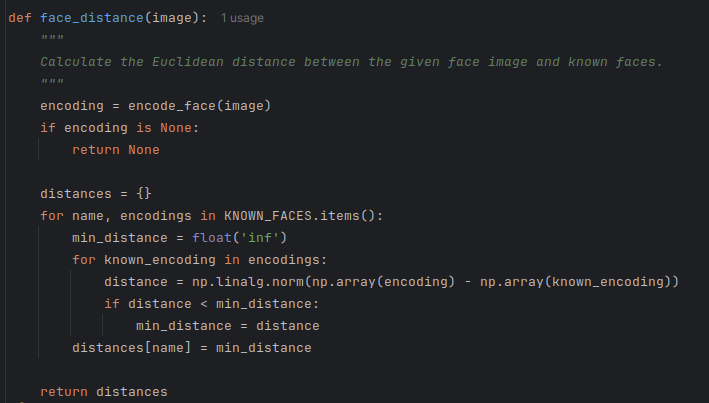 def face_distance(image): 1 usage
    """
    Calculate the Euclidean distance between the given face image and known faces.
    """
    encoding = encode_face(image)
    if encoding is None:
        return None

    distances = {}
    for name, encodings in KNOWN_FACES.items():
        min_distance = float('inf')
        for known_encoding in encodings:
            distance = np.linalg.norm(np.array(encoding) - np.array(known_encoding))
            if distance < min_distance:
                min_distance = distance
        distances[name] = min_distance

    return distances